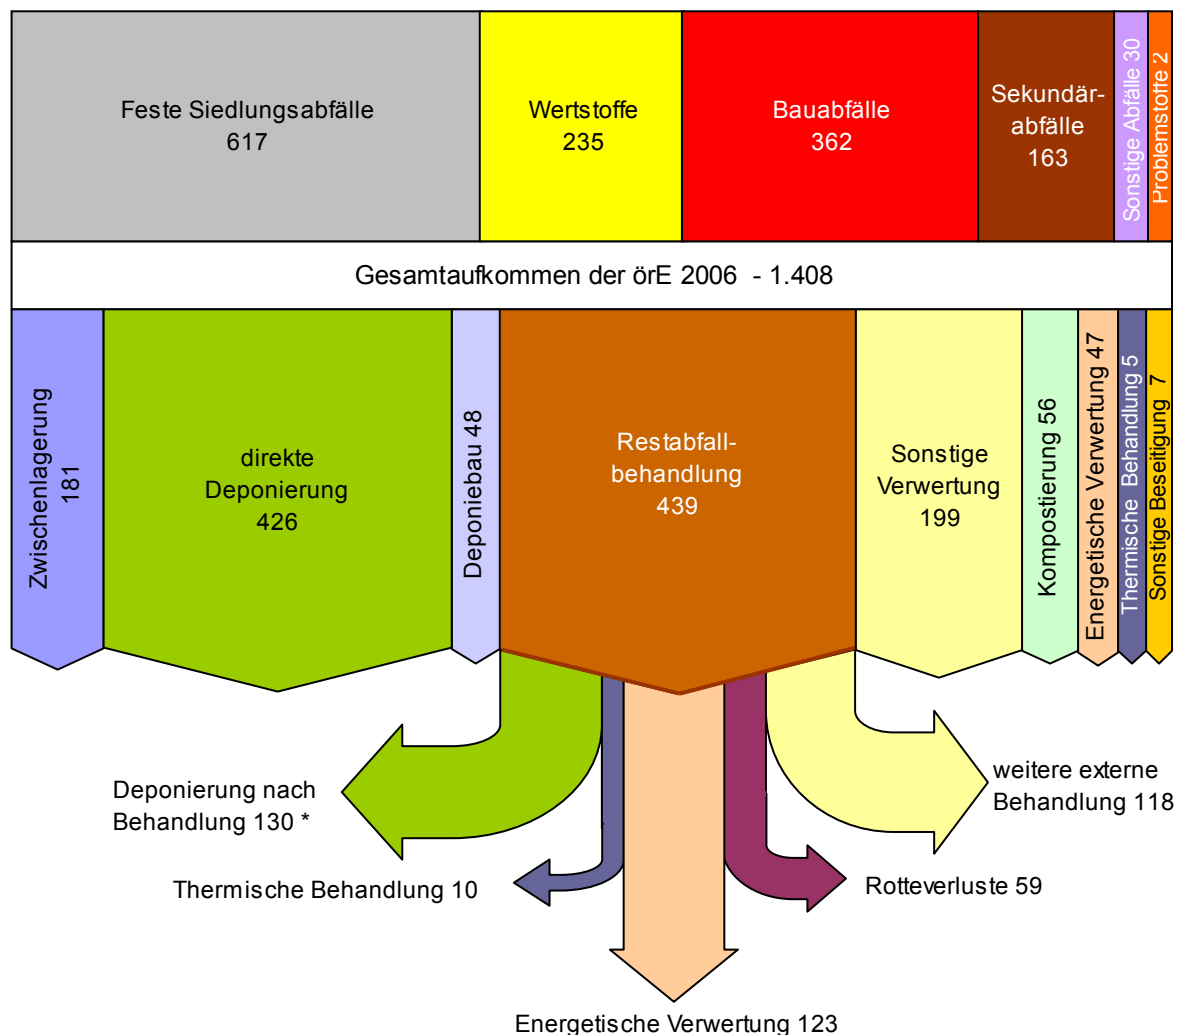 Feste Siedlungsabfälle
617
Wertstoffe
235
Bauabfälle
362
Sekundär-
abfälle
163
Sonstige Abfälle 30
Problemstoffe 2
Gesamtaufkommen der örE 2006 - 1.408
Zwischenlagerung
181
direkte
Deponierung
426
Deponiebau 48
Restabfall-
behandlung
439
Sonstige
Verwertung
199
Kompostierung 56
Energetische Verwertung 47
Thermische Behandlung 5
Sonstige Beseitigung 7
Deponierung nach
Behandlung 130 *
weitere externe
Behandlung 118
Thermische Behandlung 10
Rotteverluste 59
Energetische Verwertung 123